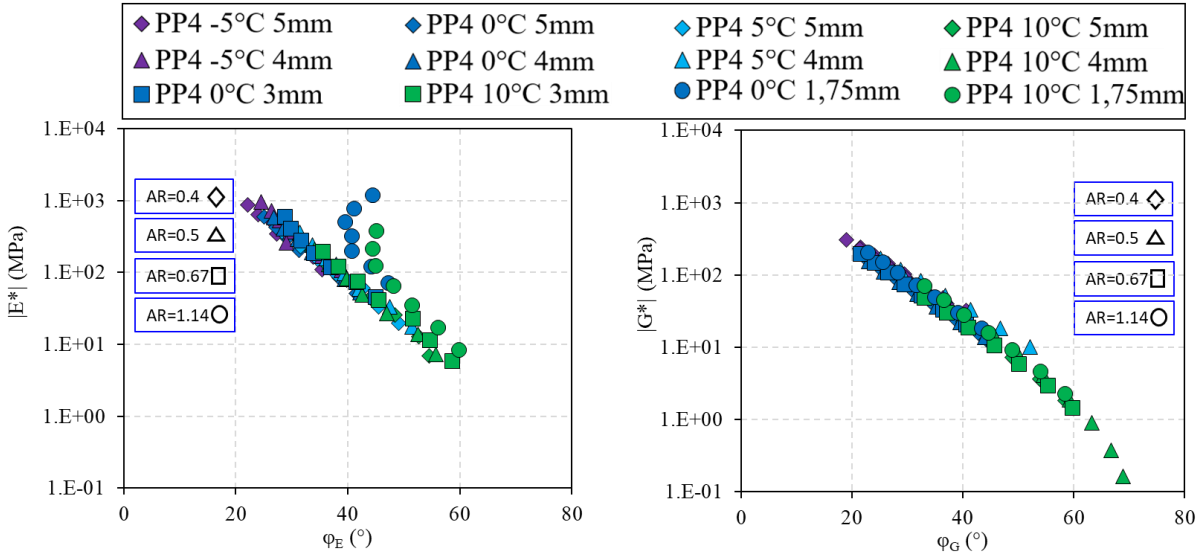 PP4 -5°C 5mm PP4 0°C 5mm PP4 5°C 5mm PP4 10°C 5mm
PP4 -5°C 4mm PP4 0°C 4mm PP4 5°C 4mm PP4 10°C 4mm
PP4 0°C 3mm PP4 10°C 3mm PP4 0°C 1,75mm PP4 10°C 1,75mm
|E*| (MPa)
1.E+04
1.E+03
1.E+02
1.E+01
1.E+00
1.E-01
AR=0.4
AR=0.5
AR=0.67
AR=1.14
0 20 40 60 80
φE (°)
|G*| (MPa)
1.E+04
1.E+03
1.E+02
1.E+01
1.E+00
1.E-01
AR=0.4
AR=0.5
AR=0.67
AR=1.14
0 20 40 60 80
φG (°)